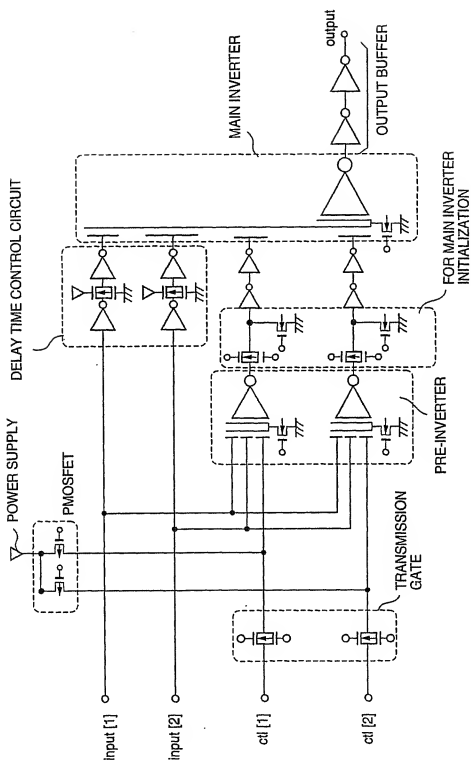 POWER SUPPLY
PMOSFET
DELAY TIME CONTROL CIRCUIT
MAIN INVERTER
output
OUTPUT BUFFER
FOR MAIN INVERTER
INITIALIZATION
PRE-INVERTER
TRANSMISSION
GATE
input [1]
input [2]
ctl [1]
ctl [2]